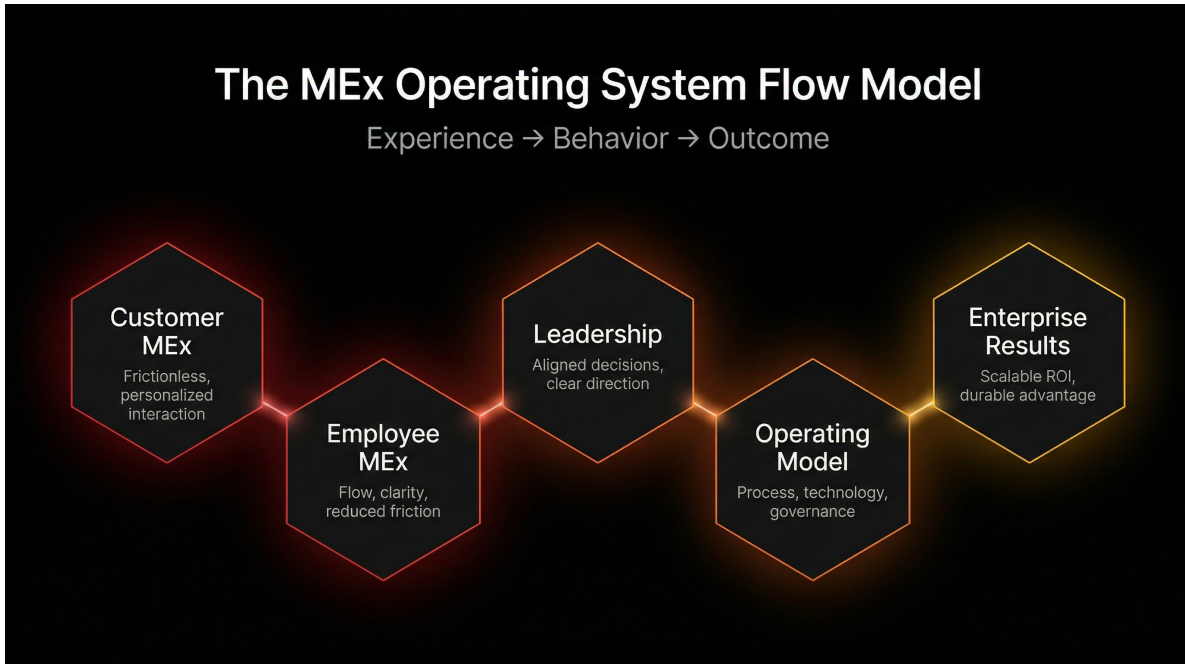 The MEx Operating System Flow Model
Experience → Behavior → Outcome
Customer
MEx
Frictionless,
personalized
interaction
Employee
MEx
Flow, clarity,
reduced friction
Leadership
Aligned decisions,
clear direction
Operating
Model
Process, technology,
governance
Enterprise
Results
Scalable ROI,
durable advantage